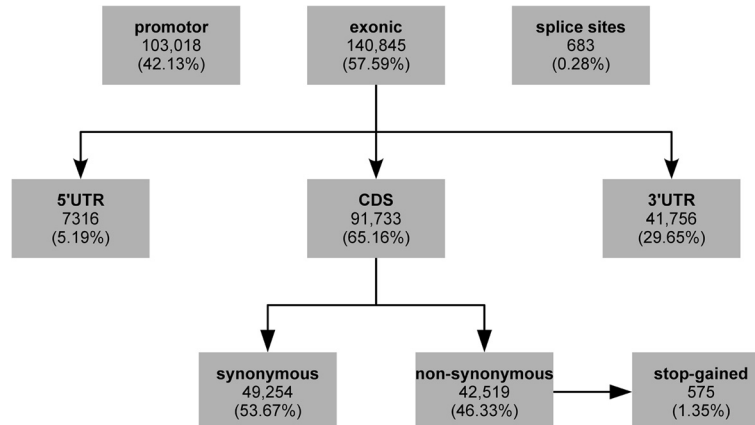 promotor
103,018
(42.13%)
exonic
140,845
(57.59%)
splice sites
683
(0.28%)
5'UTR
7316
(5.19%)
CDS
91,733
(65.16%)
3'UTR
41,756
(29.65%)
synonymous
49,254
(53.67%)
non-synonymous
42,519
(46.33%)
stop-gained
575
(1.35%)